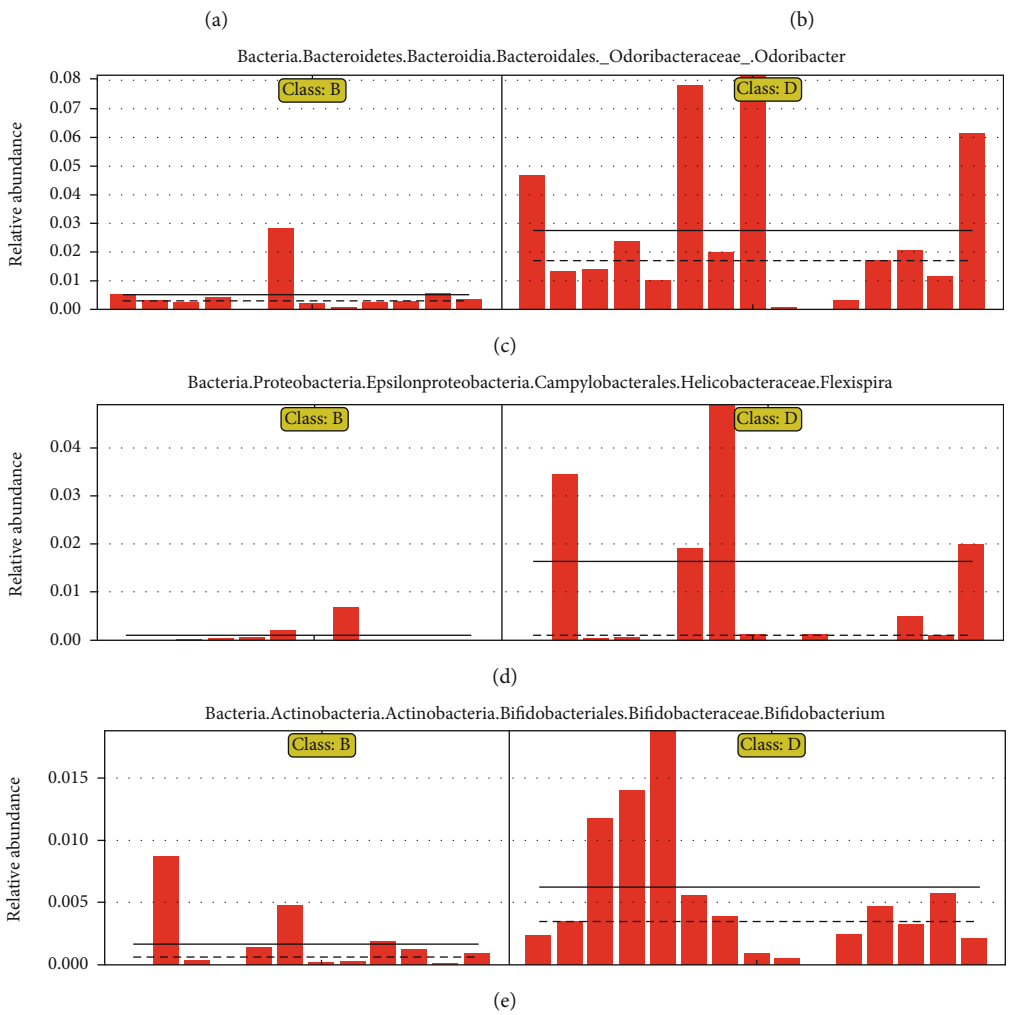 (a) (b)
Bacteria.Bacteroidetes.Bacteroidia.Bacteroidales._Odoribacteraceae_.Odoribacter
Relative abundance
0.08
0.07
0.06
0.05
0.04
0.03
0.02
0.01
0.00
Class: B Class: D
(c)
Bacteria.Proteobacteria.Epsilonproteobacteria.Campylobacterales.Helicobacteraceae.Flexispira
Relative abundance
0.04
0.03
0.02
0.01
0.00
Class: B Class: D
(d)
Bacteria.Actinobacteria.Actinobacteria.Bifidobacteriales.Bifidobacteraceae.Bifidobacterium
Relative abundance
0.015
0.010
0.005
0.000
Class: B Class: D
(e)